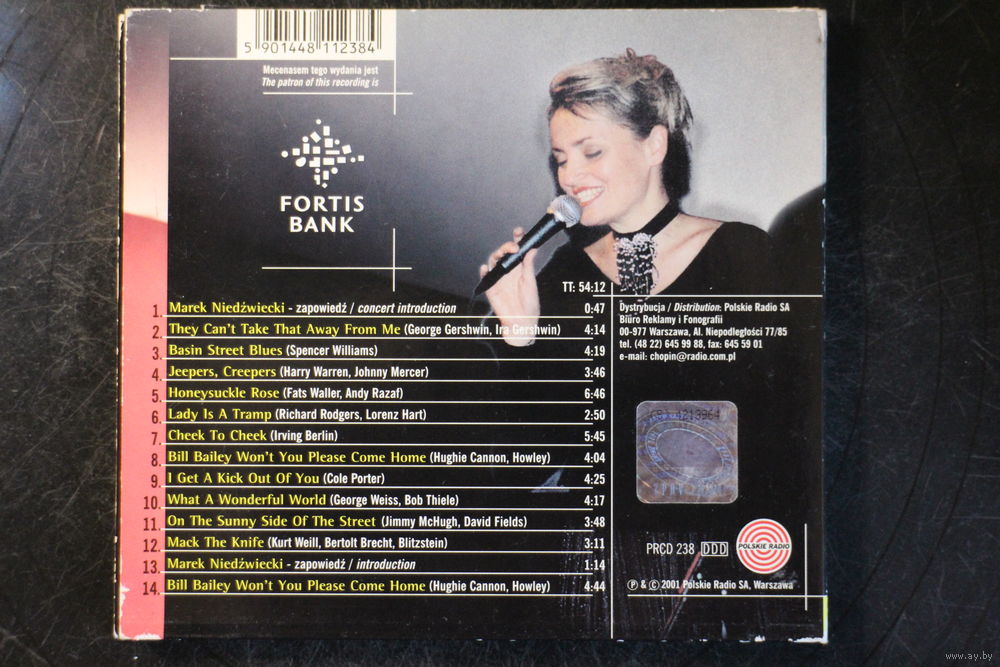 5 901448 112384
Mecenasem tego wydania jest
The patron of this recording is
FORTIS
BANK
TT: 54:12
1. Marek Niedźwiecki - zapowiedź / concert introduction 0:47
2. They Can't Take That Away From Me (George Gershwin, Ira Gershwin) 4:14
3. Basin Street Blues (Spencer Williams) 4:19
4. Jeepers, Creepers (Harry Warren, Johnny Mercer) 3:46
5. Honeysuckle Rose (Fats Waller, Andy Razaf) 6:46
6. Lady Is A Tramp (Richard Rodgers, Lorenz Hart) 2:50
7. Cheek To Cheek (Irving Berlin) 5:45
8. Bill Bailey Won't You Please Come Home (Hughie Cannon, Howley) 4:04
9. I Get A Kick Out Of You (Cole Porter) 4:25
10. What A Wonderful World (George Weiss, Bob Thiele) 4:17
11. On The Sunny Side Of The Street (Jimmy McHugh, David Fields) 3:48
12. Mack The Knife (Kurt Weill, Bertolt Brecht, Blitzstein) 3:11
13. Marek Niedźwiecki - zapowiedź / introduction 1:14
14. Bill Bailey Won't You Please Come Home (Hughie Cannon, Howley) 4:44
Dystrybucja / Distribution: Polskie Radio SA
Biuro Reklamy i Fonografii
00-977 Warszawa, Al. Niepodległości 77/85
tel. (48 22) 645 99 88, fax: 645 59 01
e-mail: chopin@radio.com.pl
4213964
PRCD 238 DDD
POLSKIE RADIO
Ⓟ & © 2001 Polskie Radio SA, Warszawa
www.ay.by